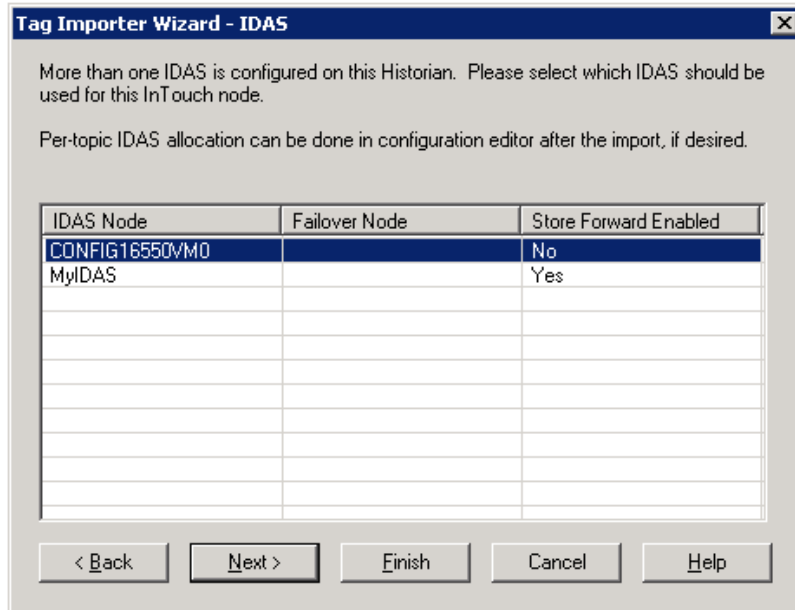 Tag Importer Wizard - IDAS
More than one IDAS is configured on this Historian.  Please select which IDAS should be
used for this InTouch node.
Per-topic IDAS allocation can be done in configuration editor after the import, if desired.
IDAS Node Failover Node Store Forward Enabled
CONFIG16550VM0 No
MyIDAS Yes
< Back Next > Finish Cancel Help